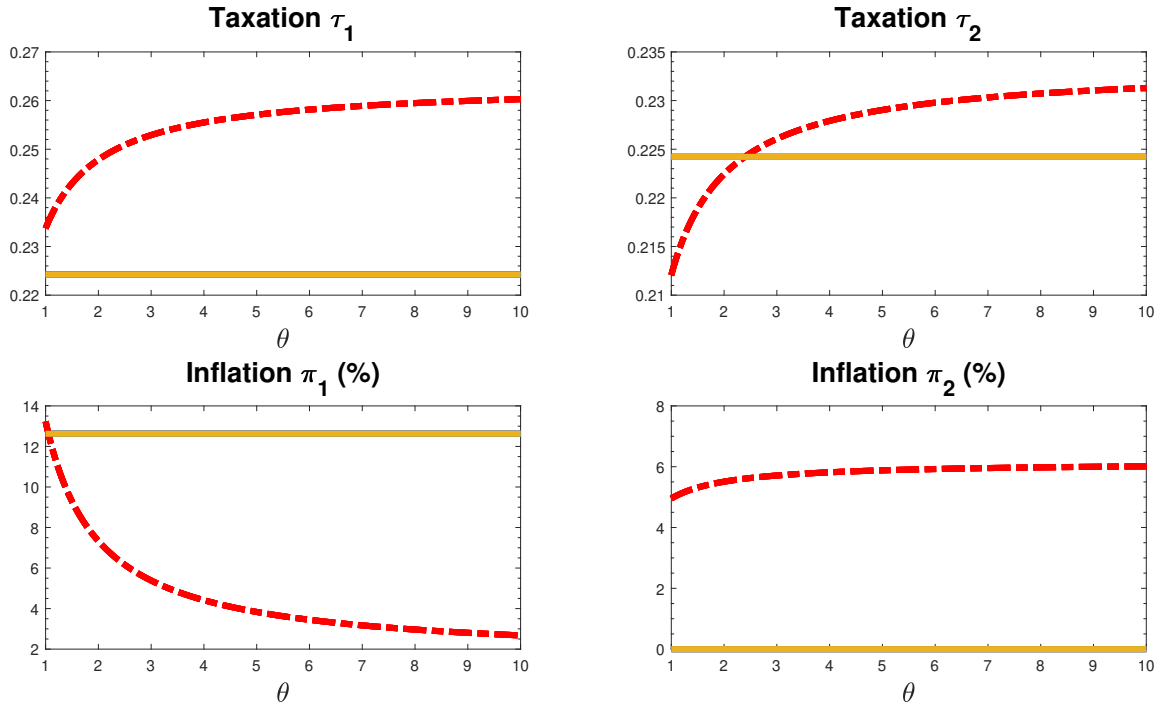 Taxation τ1
0.27
0.26
0.25
0.24
0.23
0.22
1 2 3 4 5 6 7 8 9 10
θ
Taxation τ2
0.235
0.23
0.225
0.22
0.215
0.21
1 2 3 4 5 6 7 8 9 10
θ
Inflation π1 (%)
14
12
10
8
6
4
2
1 2 3 4 5 6 7 8 9 10
θ
Inflation π2 (%)
8
6
4
2
0
1 2 3 4 5 6 7 8 9 10
θ